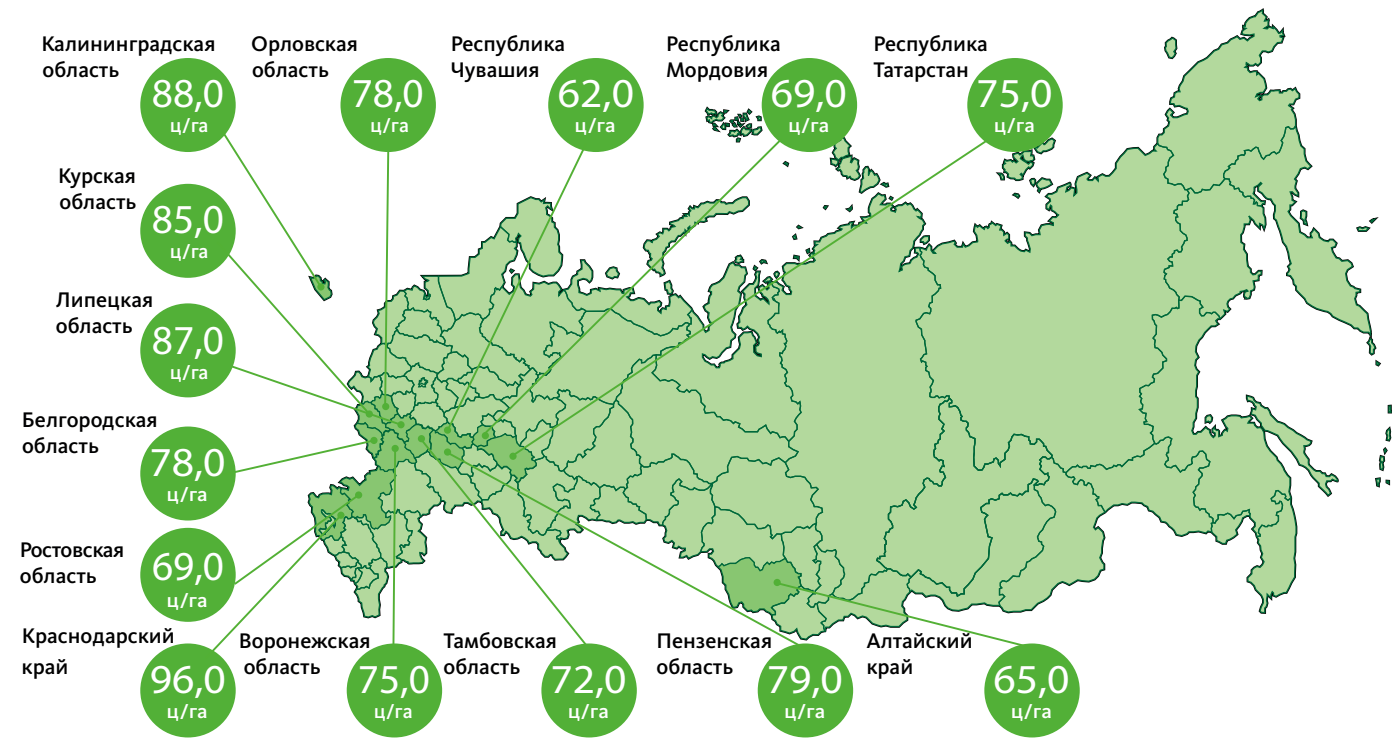 Калининградская
область
88,0
ц/га
Орловская
область
78,0
ц/га
Республика
Чувашия
62,0
ц/га
Республика
Мордовия
69,0
ц/га
Республика
Татарстан
75,0
ц/га
Курская
область
85,0
ц/га
Липецкая
область
87,0
ц/га
Белгородская
область
78,0
ц/га
Ростовская
область
69,0
ц/га
Краснодарский
край
96,0
ц/га
Воронежская
область
75,0
ц/га
Тамбовская
область
72,0
ц/га
Пензенская
область
79,0
ц/га
Алтайский
край
65,0
ц/га